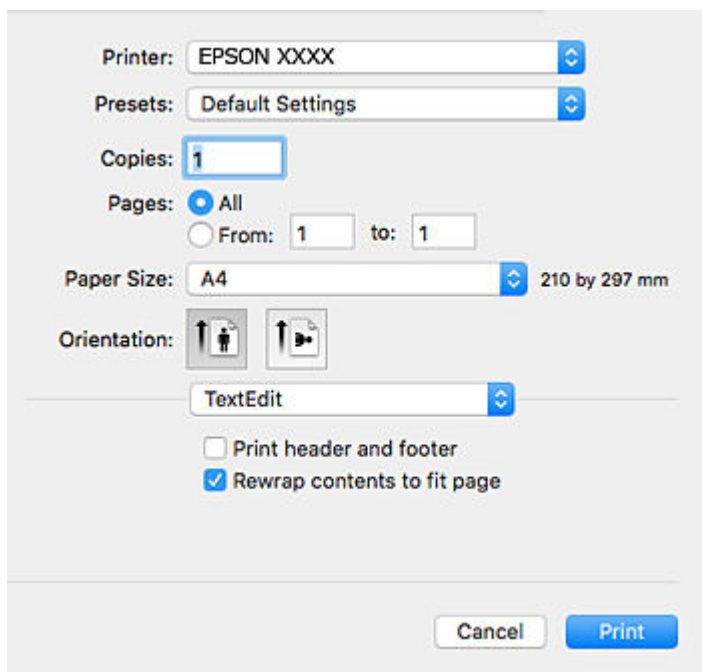 Printer: EPSON XXXX
Presets: Default Settings
Copies: 1
Pages: All
From: 1 to: 1
Paper Size: A4 210 by 297 mm
Orientation:
TextEdit
Print header and footer
Rewrap contents to fit page
Cancel Print